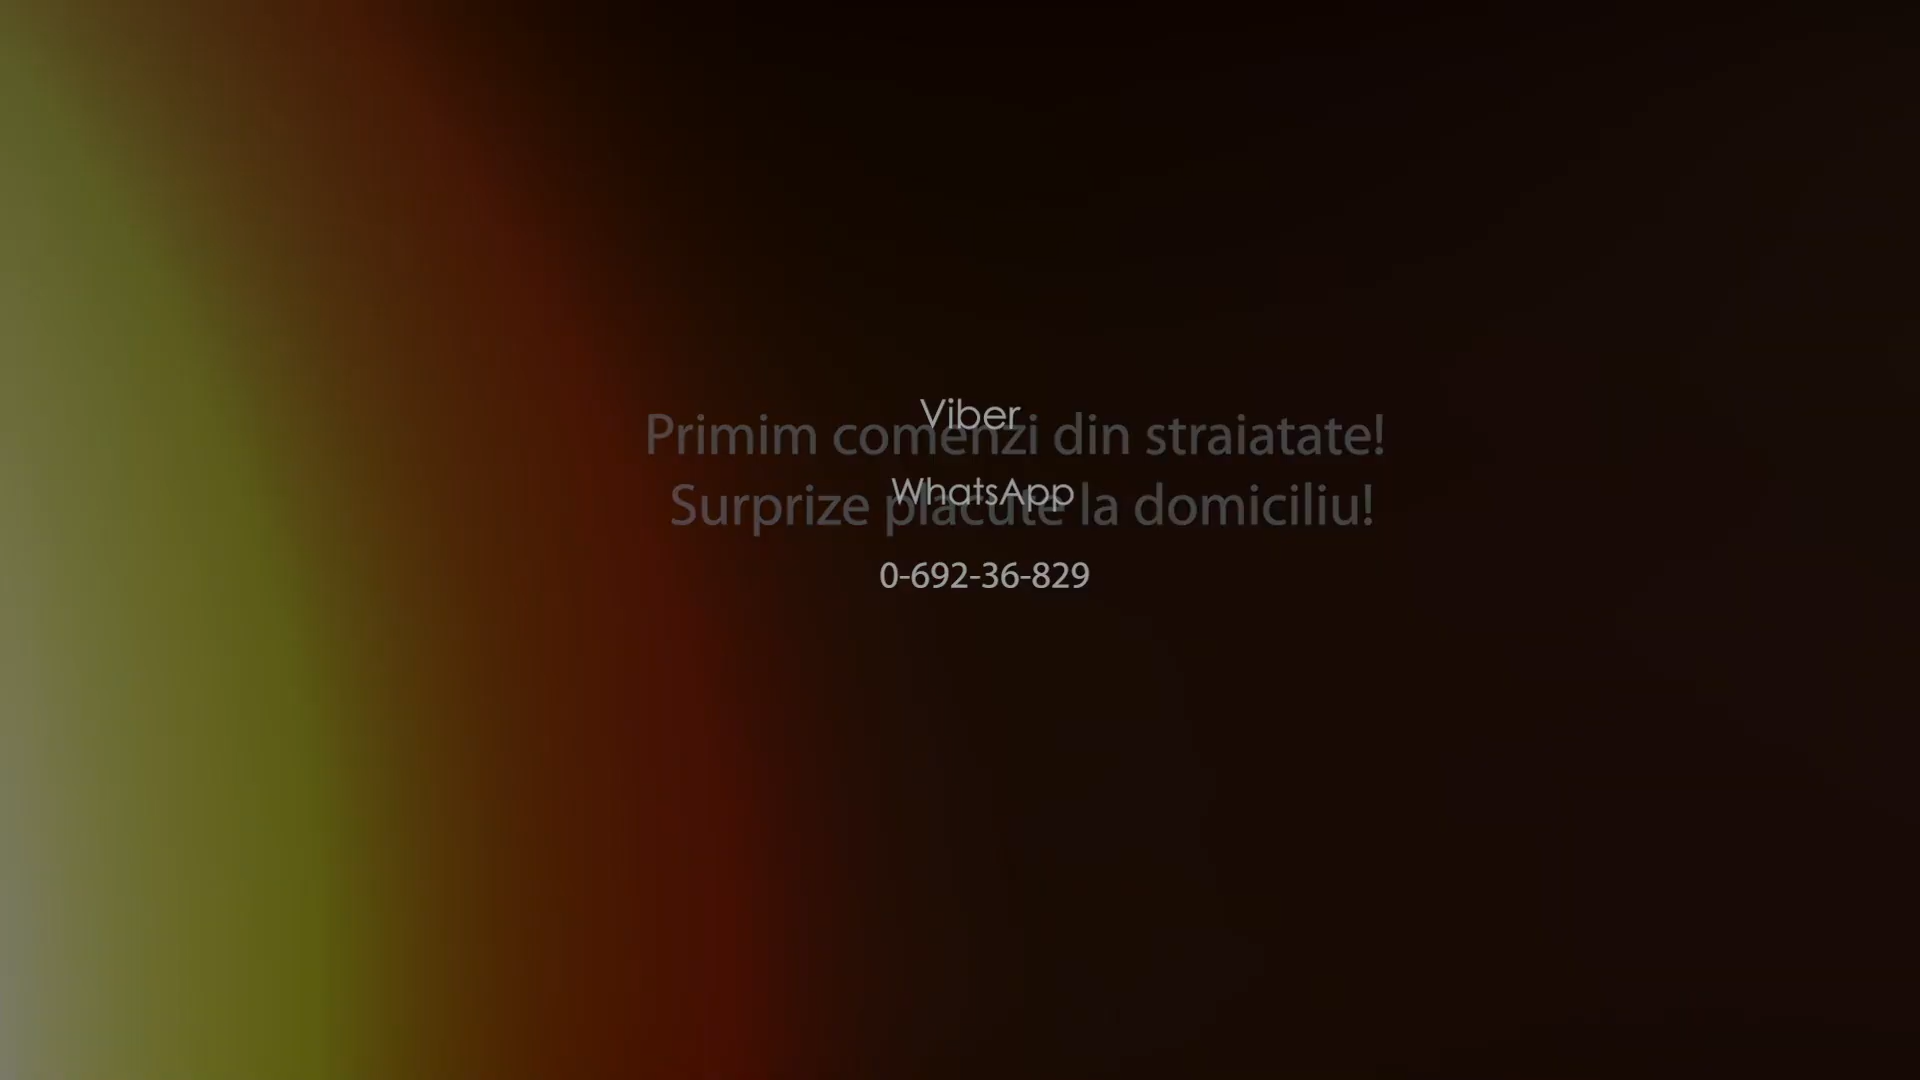 Viber
Primim comenzi din straiatate!
WhatsApp
Surprize placute la domiciliu!
0-692-36-829